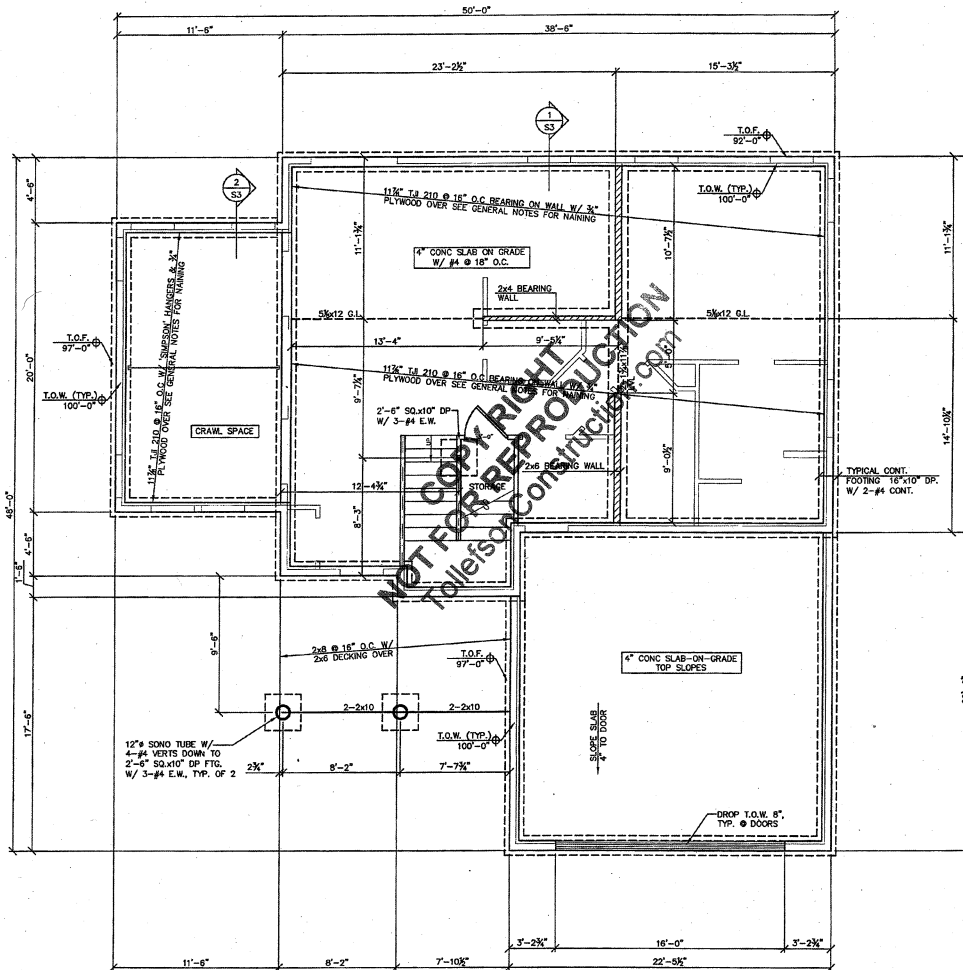 50'-0"
11'-6"
38'-6"
23'-2½"
15'-3½"
1
S3
T.O.F.
92'-0"
2
S3
T.O.W. (TYP.)
100'-0"
4'-6"
11⅞" TJI 210 @ 16" O.C BEARING ON WALL W/ ¾"
PLYWOOD OVER SEE GENERAL NOTES FOR NAINING
11'-1¾"
10'-7½"
11'-1¾"
4" CONC SLAB ON GRADE
W/ #4 @ 18" O.C.
11⅞" TJI 210 @ 16" O.C W/ 'SIMPSON' HANGERS & ¾"
PLYWOOD OVER SEE GENERAL NOTES FOR NAINING
2x4 BEARING
WALL
5⅛x12 G.L.
5⅛x12 G.L
T.O.F.
97'-0"
13'-4"
9'-5¼"
20'-0"
11⅞" TJI 210 @ 16" O.C BEARING ON WALL W/ ¾"
PLYWOOD OVER SEE GENERAL NOTES FOR NAINING
T.O.W. (TYP.)
100'-0"
9'-7¼"
CRAWL SPACE
2'-6" SQ.x10" DP
W/ 3-#4 E.W.
14'-10¼"
48'-0"
2x6 BEARING WALL
9'-0½"
STORAGE
12'-4¾"
TYPICAL CONT.
FOOTING 16"x10" DP.
W/ 2-#4 CONT.
8'-3"
COPY RIGHT
NOT FOR REPRODUCTION
TollefsonConstruction.com
4'-6"
1'-6"
9'-6"
2x8 @ 16" O.C. W/
2x6 DECKING OVER
T.O.F.
97'-0"
4" CONC SLAB-ON-GRADE
TOP SLOPES
17'-6"
2-2x10
2-2x10
T.O.W. (TYP.)
100'-0"
SLOPE SLAB
4" TO DOOR
12"ø SONO TUBE W/
4-#4 VERTS DOWN TO
2'-6" SQ.x10" DP FTG.
W/ 3-#4 E.W., TYP. OF 2
2¾"
8'-2"
7'-7¾"
DROP T.O.W. 8",
TYP. @ DOORS
3'-2¾"
16'-0"
3'-2¾"
11'-6"
8'-2"
7'-10½"
22'-5½"